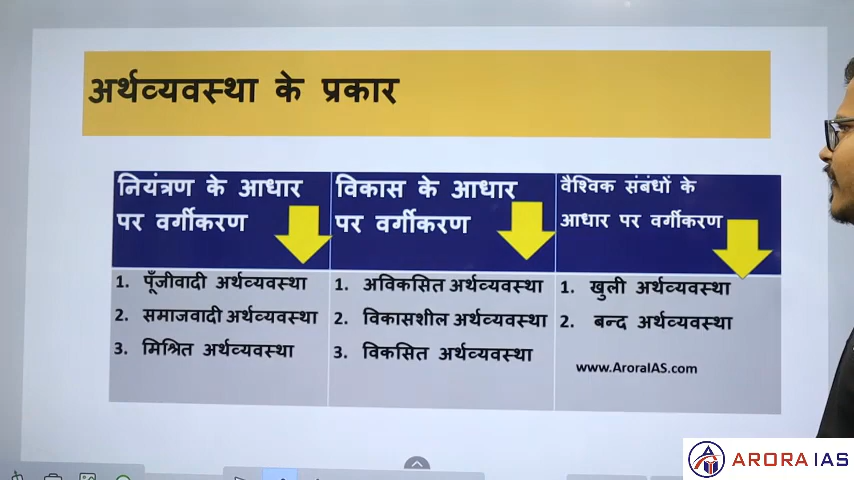 अर्थव्यवस्था के प्रकार
नियंत्रण के आधार
पर वर्गीकरण
विकास के आधार
पर वर्गीकरण
वैश्विक संबंधों के
आधार पर वर्गीकरण
1. पूँजीवादी अर्थव्यवस्था
2. समाजवादी अर्थव्यवस्था
3. मिश्रित अर्थव्यवस्था
1. अविकसित अर्थव्यवस्था
2. विकासशील अर्थव्यवस्था
3. विकसित अर्थव्यवस्था
1. खुली अर्थव्यवस्था
2. बन्द अर्थव्यवस्था
www.AroraIAS.com
ARORA IAS